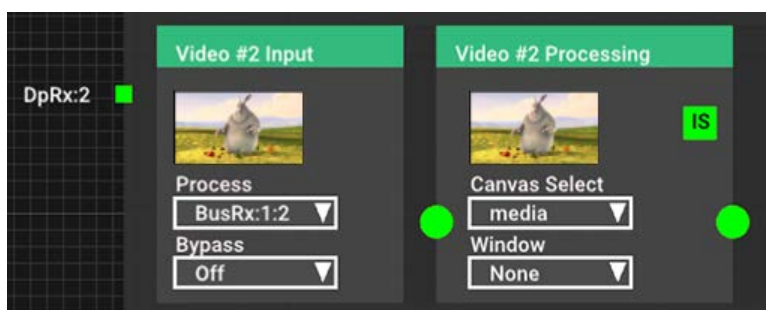 Video #2 Input
Video #2 Processing
DpRx:2
IS
Process
BusRx:1:2
Bypass
Off
Canvas Select
media
Window
None